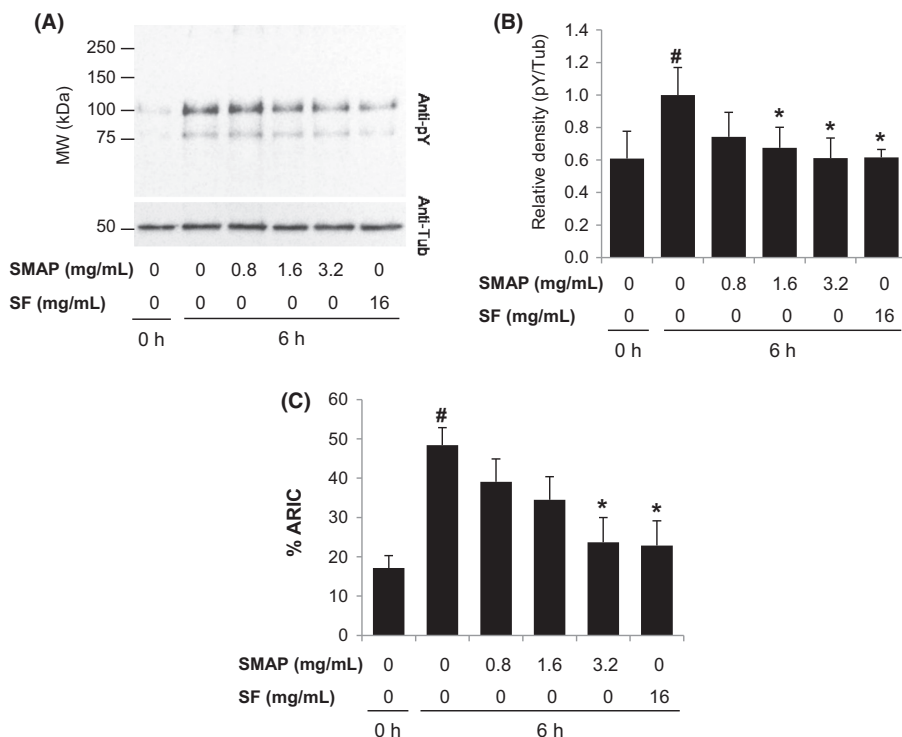 (A)
MW (kDa)
250
150
100
75
50
Anti-pY
Anti-Tub
SMAP (mg/mL) 0 0 0.8 1.6 3.2 0
SF (mg/mL) 0 0 0 0 0 16
0 h 6 h
(B)
Relative density (pY/Tub)
1.4
1.2
1.0
0.8
0.6
0.4
0.2
0.0
# * * *
SMAP (mg/mL) 0 0 0.8 1.6 3.2 0
SF (mg/mL) 0 0 0 0 0 16
0 h 6 h
(C)
% ARIC
60
50
40
30
20
10
0
# * *
SMAP (mg/mL) 0 0 0.8 1.6 3.2 0
SF (mg/mL) 0 0 0 0 0 16
0 h 6 h